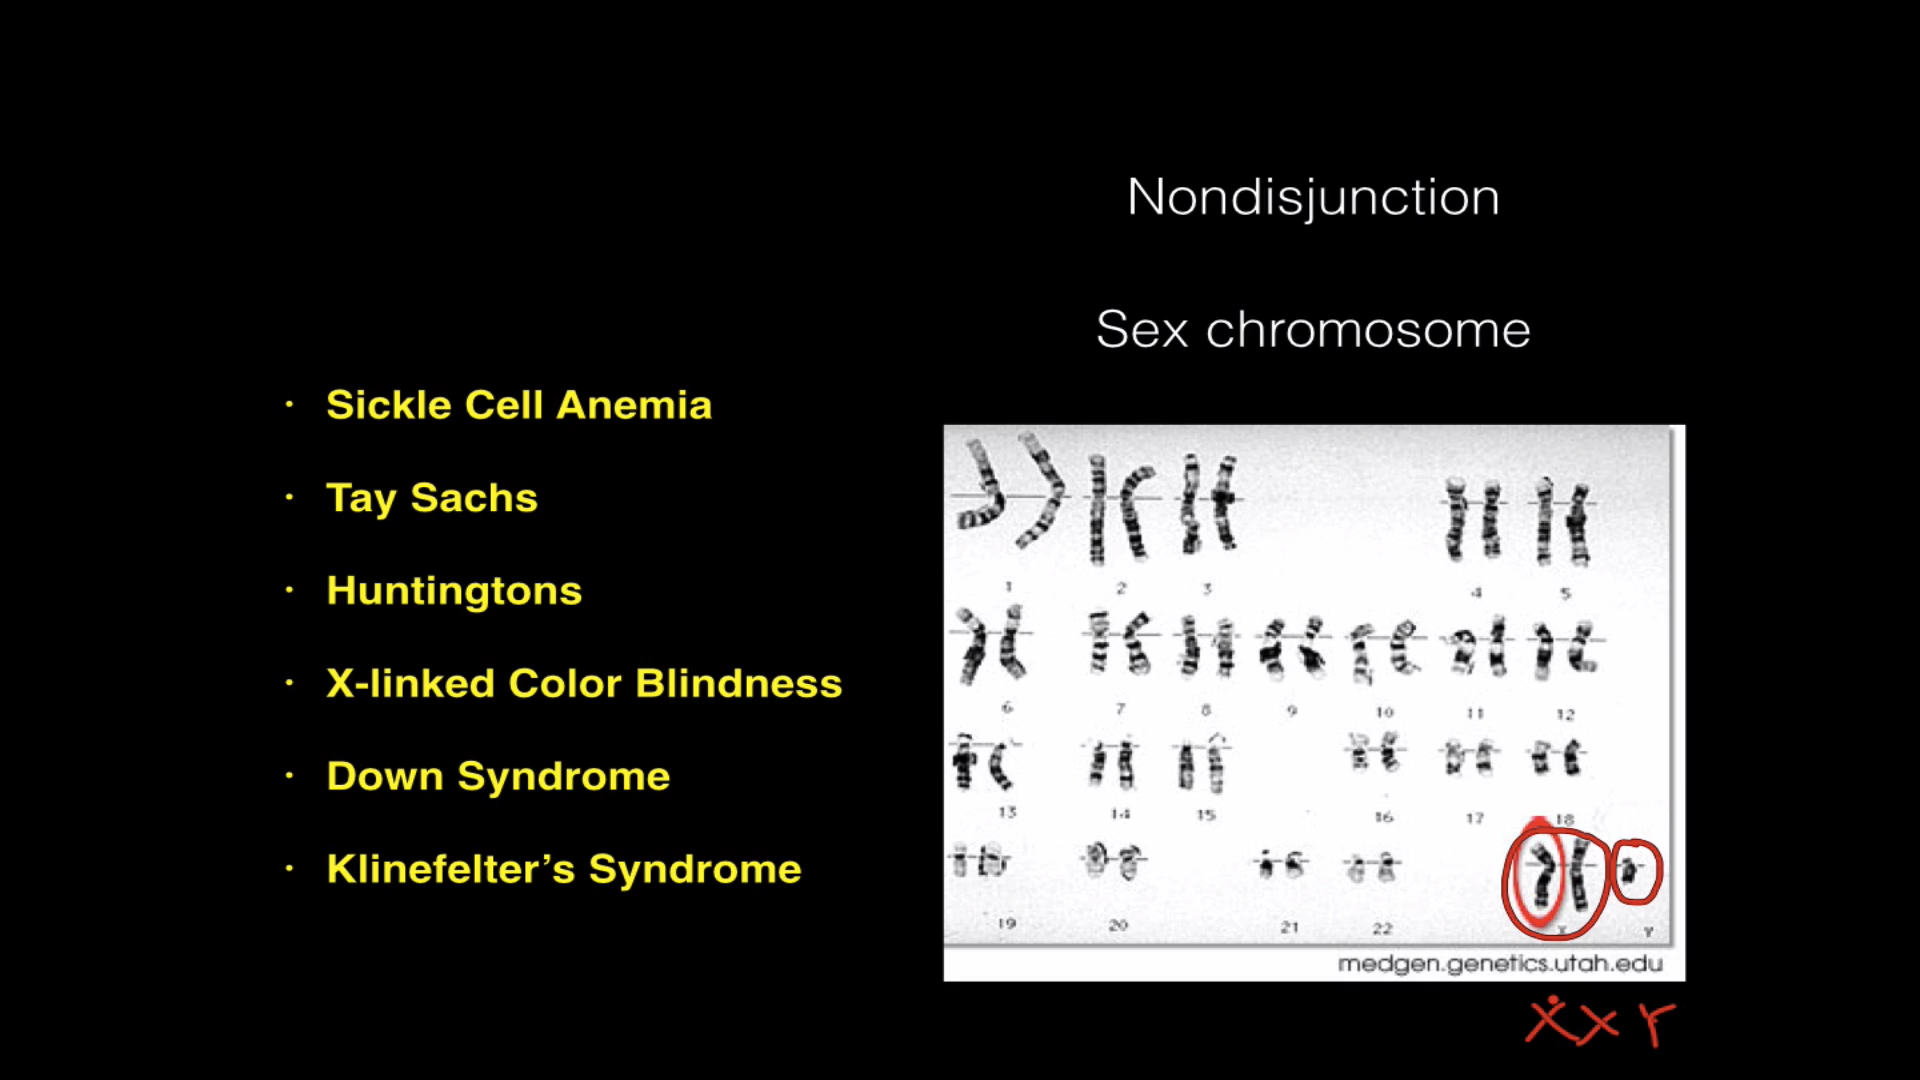 Nondisjunction
Sex chromosome
· Sickle Cell Anemia
· Tay Sachs
· Huntingtons
· X-linked Color Blindness
· Down Syndrome
· Klinefelter’s Syndrome
1 2 3 4 5
6 7 8 9 10 11 12
13 14 15 16 17 18
19 20 21 22 X Y
medgen.genetics.utah.edu
X X Y